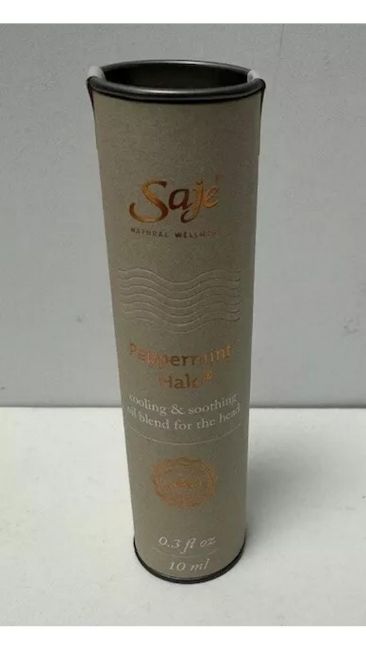 Saje
NATURAL WELLNESS
Peppermint
Halo®
cooling & soothing
oil blend for the head
0.3 fl oz
10 ml